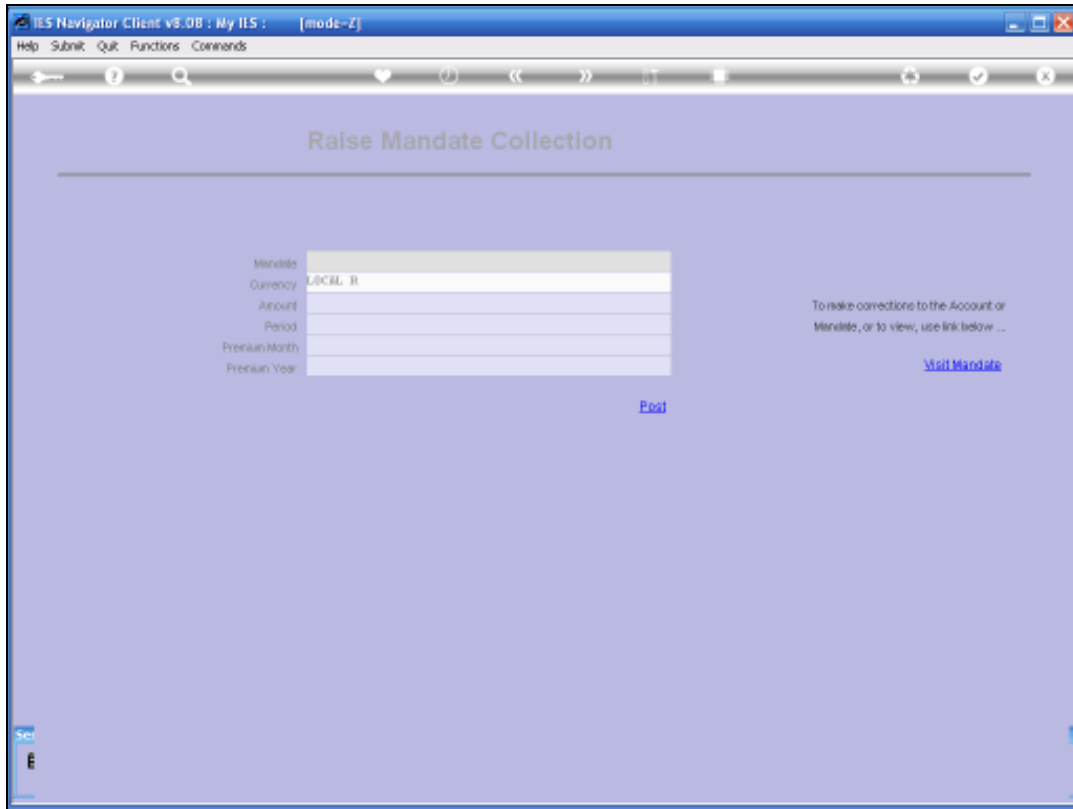 IES Navigator Client v8.08 : My IES :     [mode=Z]
Help Submit Quit Functions Commands
Raise Mandate Collection
Mandate
Currency LOCAL R
Amount
Period
Premium Month
Premium Year
To make corrections to the Account or
Mandate, or to view, use link below ...
Visit Mandate
Post